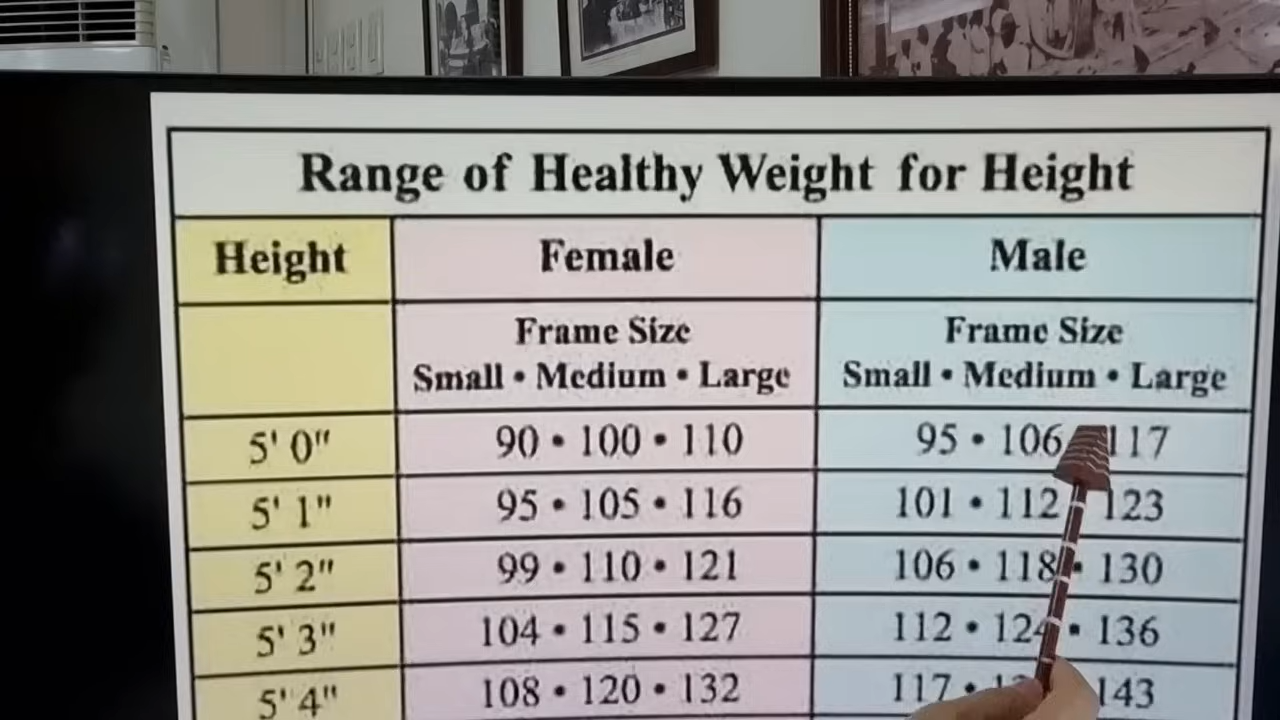 Range of Healthy Weight for Height
Height Female Male
Frame Size Frame Size
Small • Medium • Large Small • Medium • Large
5' 0" 90 • 100 • 110 95 • 106 117
5' 1" 95 • 105 • 116 101 • 112 123
5' 2" 99 • 110 • 121 106 • 118 • 130
5' 3" 104 • 115 • 127 112 • 124 • 136
5' 4" 108 • 120 • 132 117 • 143